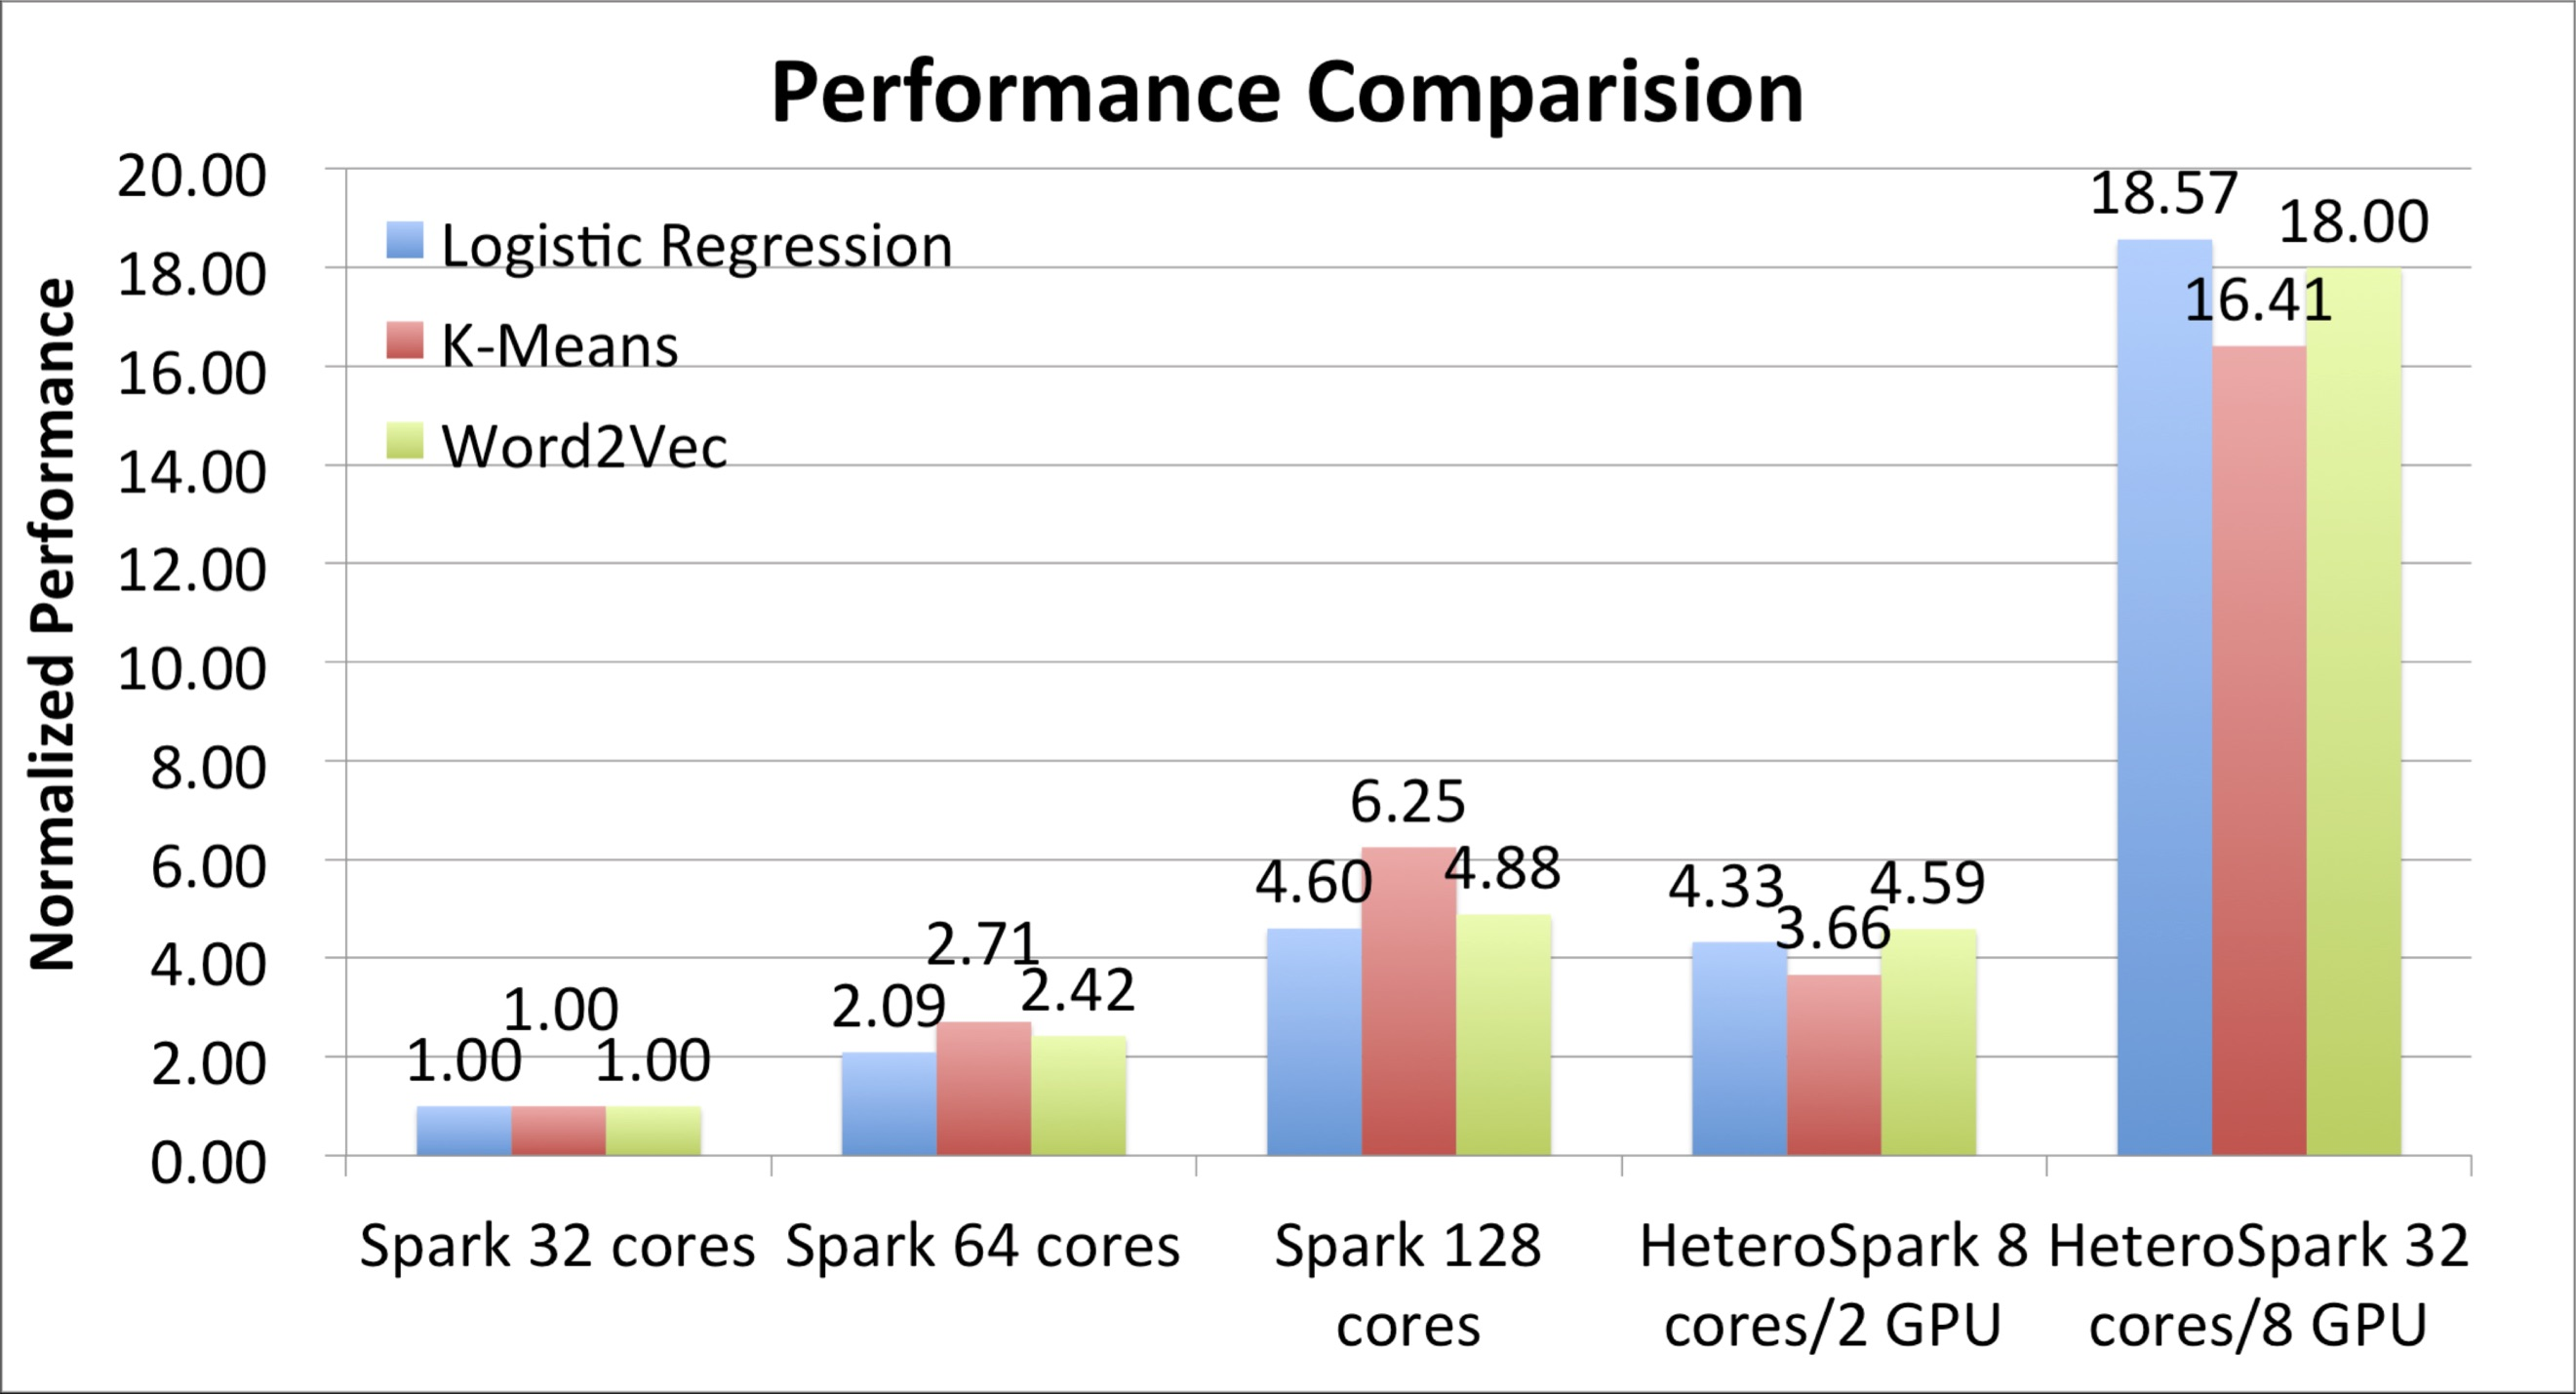 Performance Comparision
Normalized Performance
20.00
18.00
16.00
14.00
12.00
10.00
8.00
6.00
4.00
2.00
0.00
Logistic Regression
K-Means
Word2Vec
1.00
1.00
1.00
2.09
2.71
2.42
4.60
6.25
4.88
4.33
3.66
4.59
18.57
16.41
18.00
Spark 32 cores
Spark 64 cores
Spark 128
cores
HeteroSpark 8
cores/2 GPU
HeteroSpark 32
cores/8 GPU